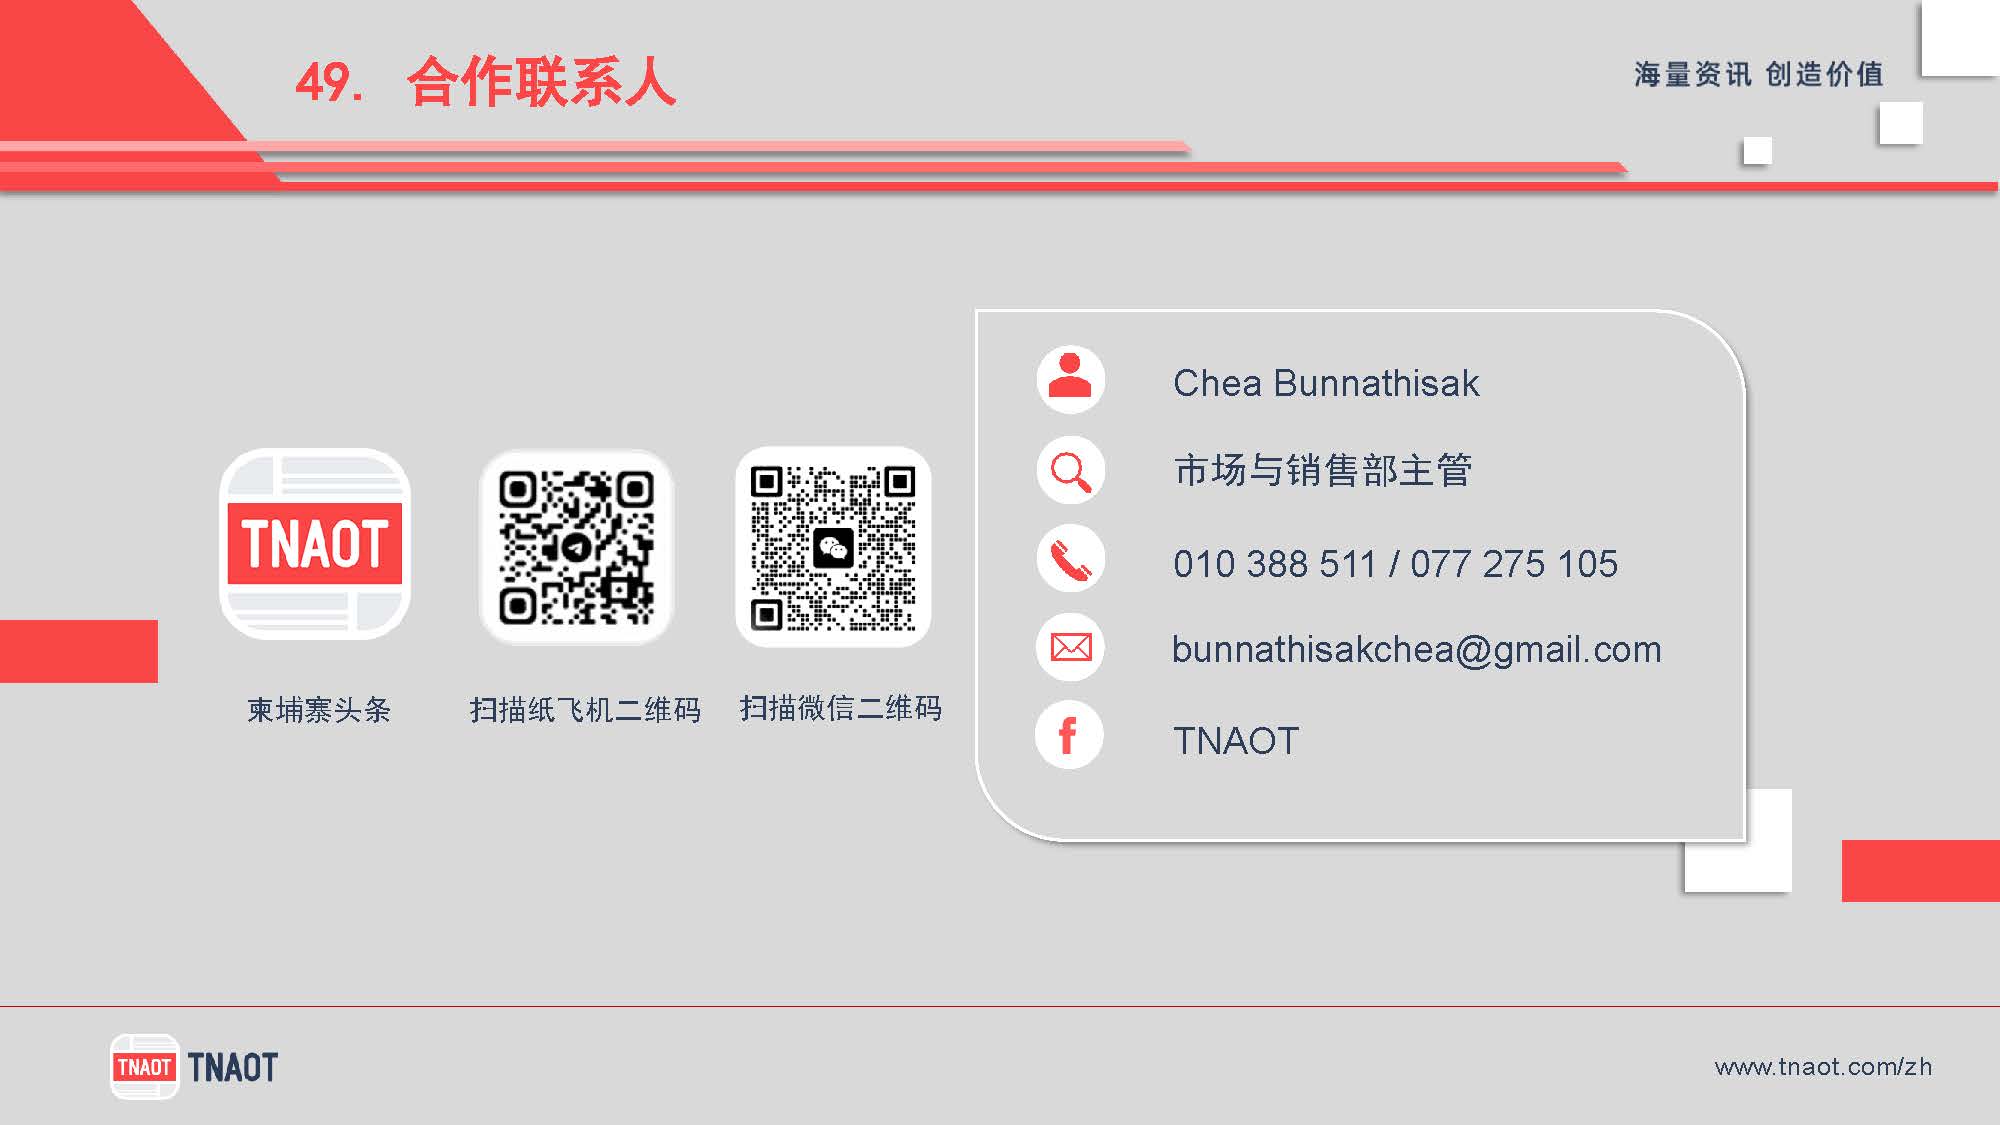 49. 合作联系人
海量资讯 创造价值
TNAOT
柬埔寨头条
扫描纸飞机二维码
扫描微信二维码
Chea Bunnathisak
市场与销售部主管
010 388 511 / 077 275 105
bunnathisakchea@gmail.com
TNAOT
TNAOT TNAOT
www.tnaot.com/zh